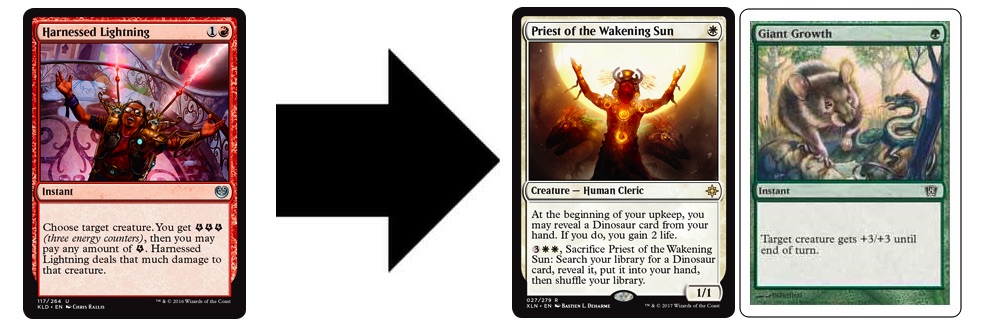 Harnessed Lightning 1
Instant
Choose target creature. You get
(three energy counters), then you may
pay any amount of . Harnessed
Lightning deals that much damage to
that creature.
117/264 U
KLD • EN CHRIS RALLIS
™ & © 2016 Wizards of the Coast
Priest of the Wakening Sun
Creature — Human Cleric
At the beginning of your upkeep, you
may reveal a Dinosaur card from your
hand. If you do, you gain 2 life.
3, Sacrifice Priest of the Wakening
Sun: Search your library for a Dinosaur
card, reveal it, put it into your hand,
then shuffle your library.
1/1
027/279 R
XLN • EN BASTIEN L. DEHARME
™ & © 2017 Wizards of the Coast
Giant Growth
Instant
Target creature gets +3/+3 until
end of turn.